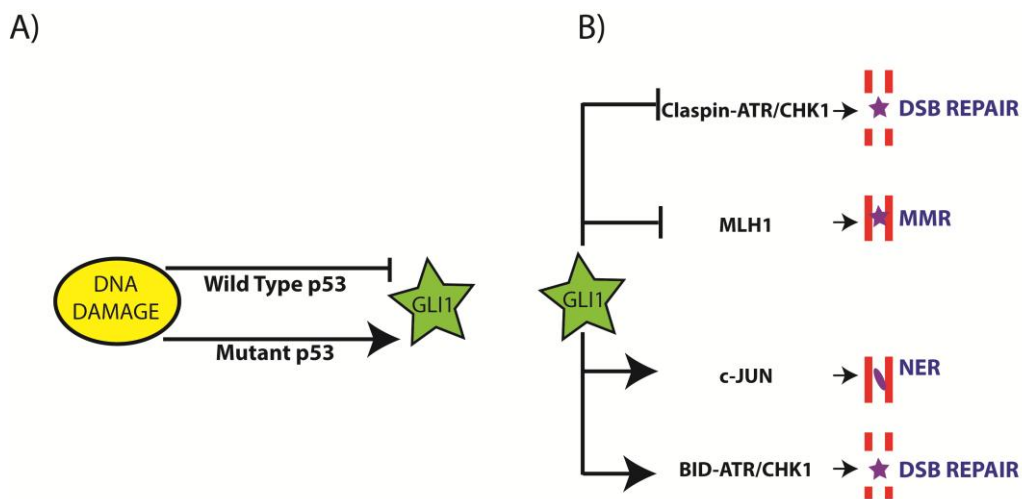 A)
DNA
DAMAGE
Wild Type p53
Mutant p53
GLI1
B)
GLI1
Claspin-ATR/CHK1
DSB REPAIR
MLH1
MMR
c-JUN
NER
BID-ATR/CHK1
DSB REPAIR